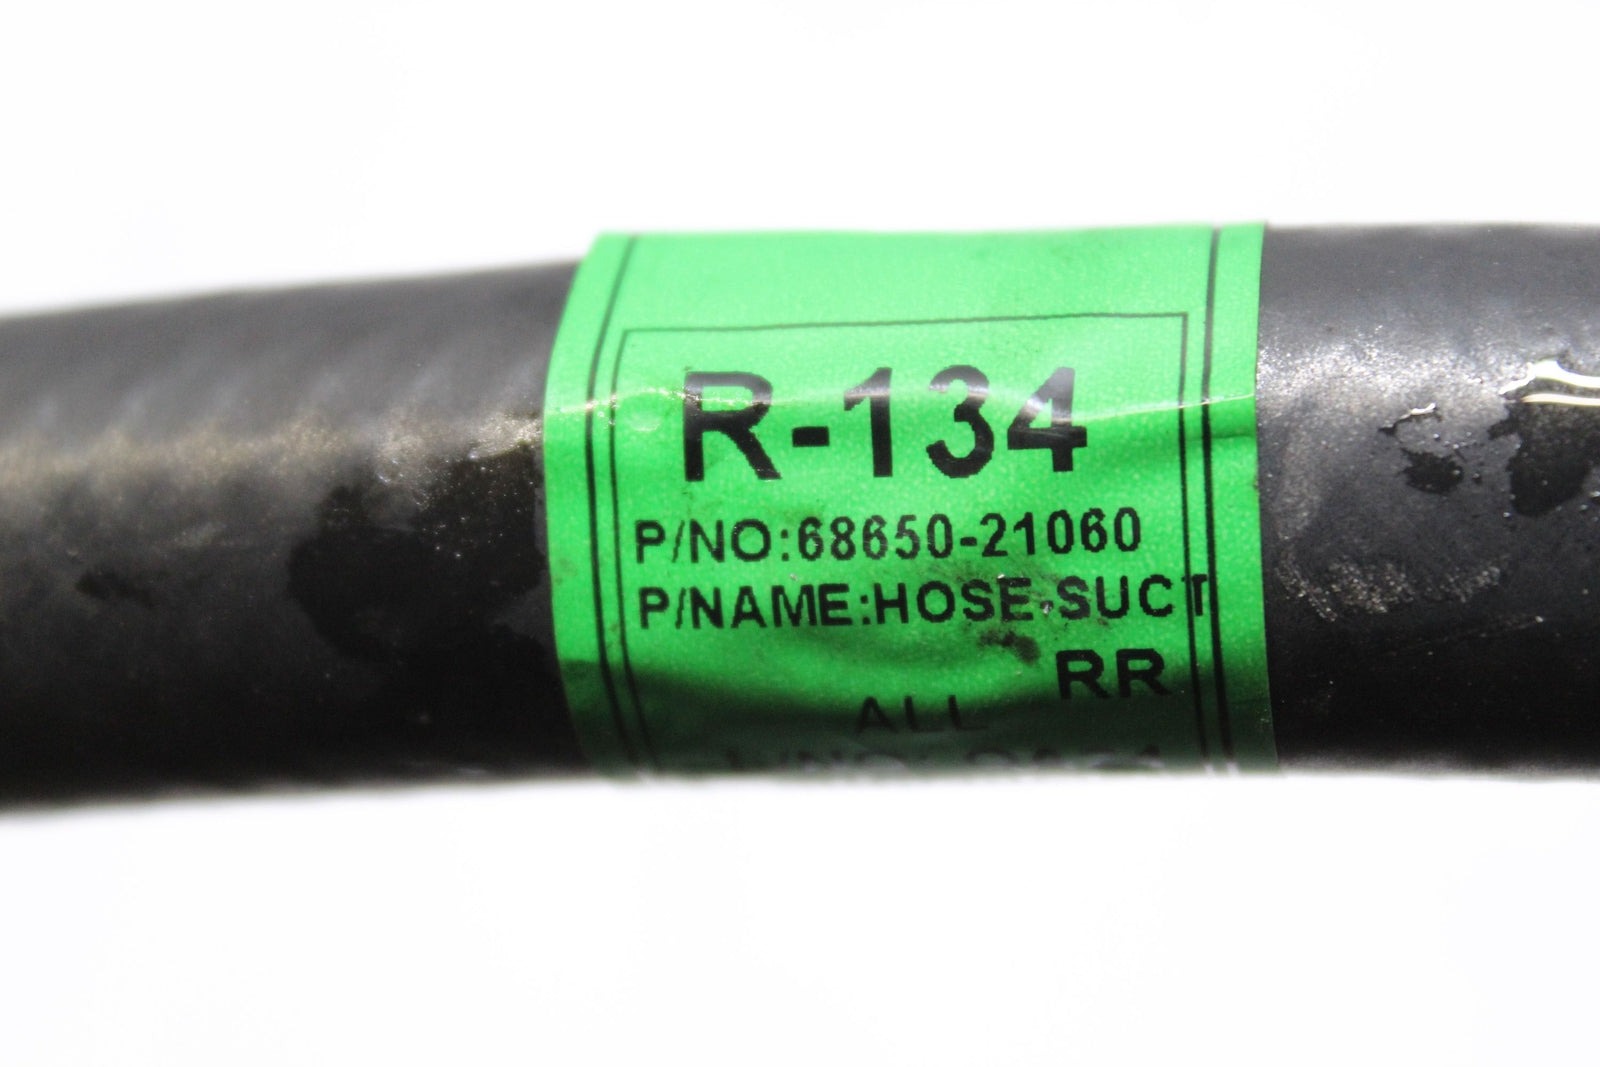 R-134
P/NO:68650-21060
P/NAME:HOSE-SUCT
RR
ALL